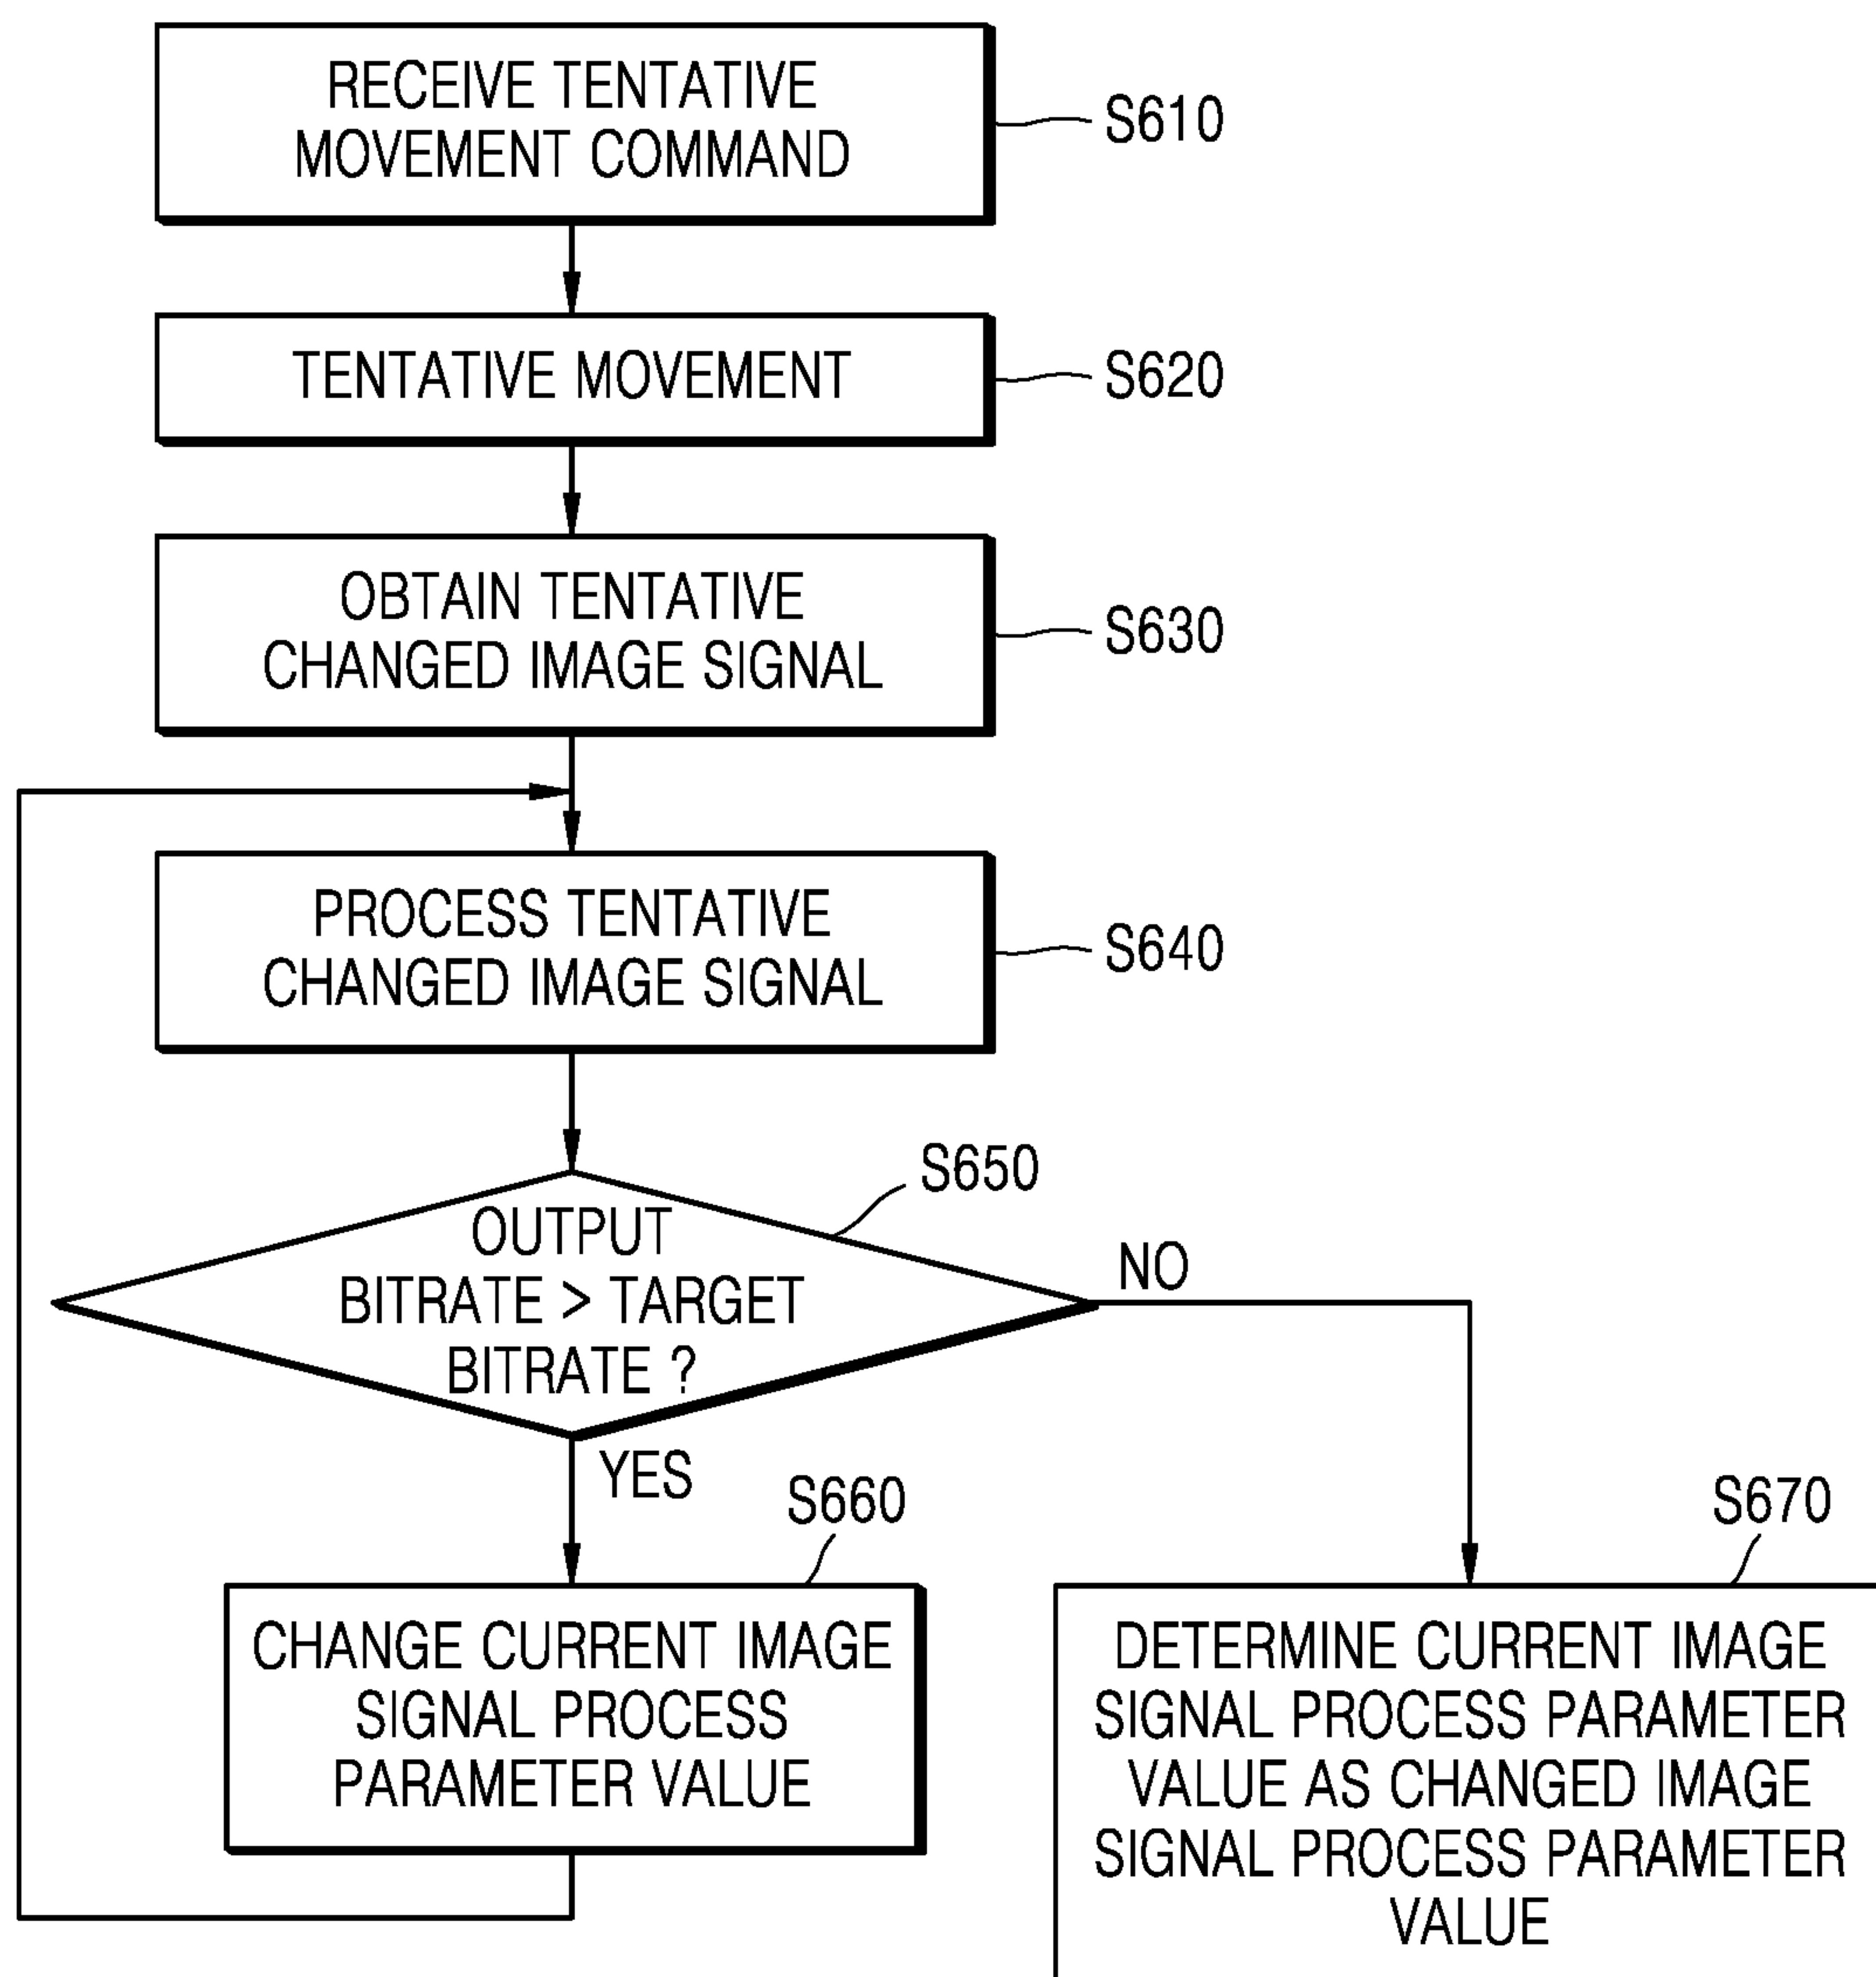 RECEIVE TENTATIVE
MOVEMENT COMMAND
S610
TENTATIVE MOVEMENT
S620
OBTAIN TENTATIVE
CHANGED IMAGE SIGNAL
S630
PROCESS TENTATIVE
CHANGED IMAGE SIGNAL
S640
S650
OUTPUT
BITRATE > TARGET
BITRATE ?
NO
YES
S660
CHANGE CURRENT IMAGE
SIGNAL PROCESS
PARAMETER VALUE
S670
DETERMINE CURRENT IMAGE
SIGNAL PROCESS PARAMETER
VALUE AS CHANGED IMAGE
SIGNAL PROCESS PARAMETER
VALUE